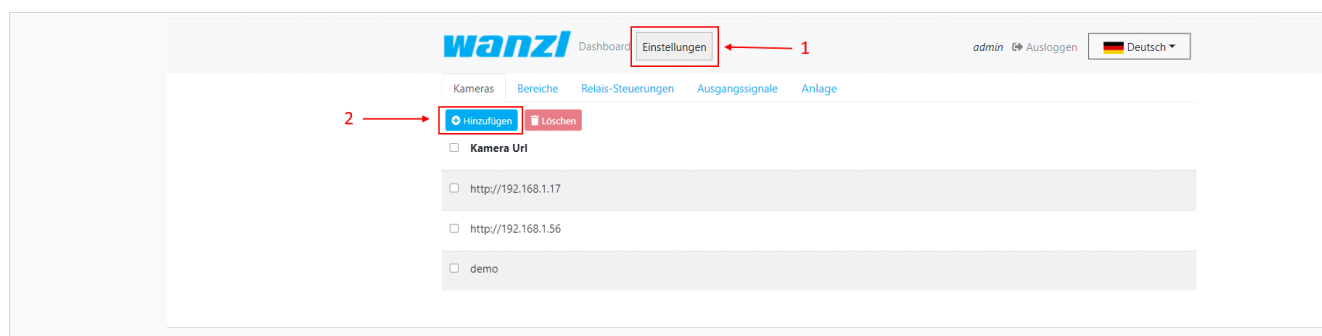 wanzl Dashboard Einstellungen 1 admin Ausloggen Deutsch
Kameras Bereiche Relais-Steuerungen Ausgangssignale Anlage
2 Hinzufügen Löschen
Kamera Url
http://192.168.1.17
http://192.168.1.56
demo